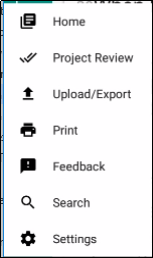 Home
Project Review
Upload/Export
Print
Feedback
Search
Settings